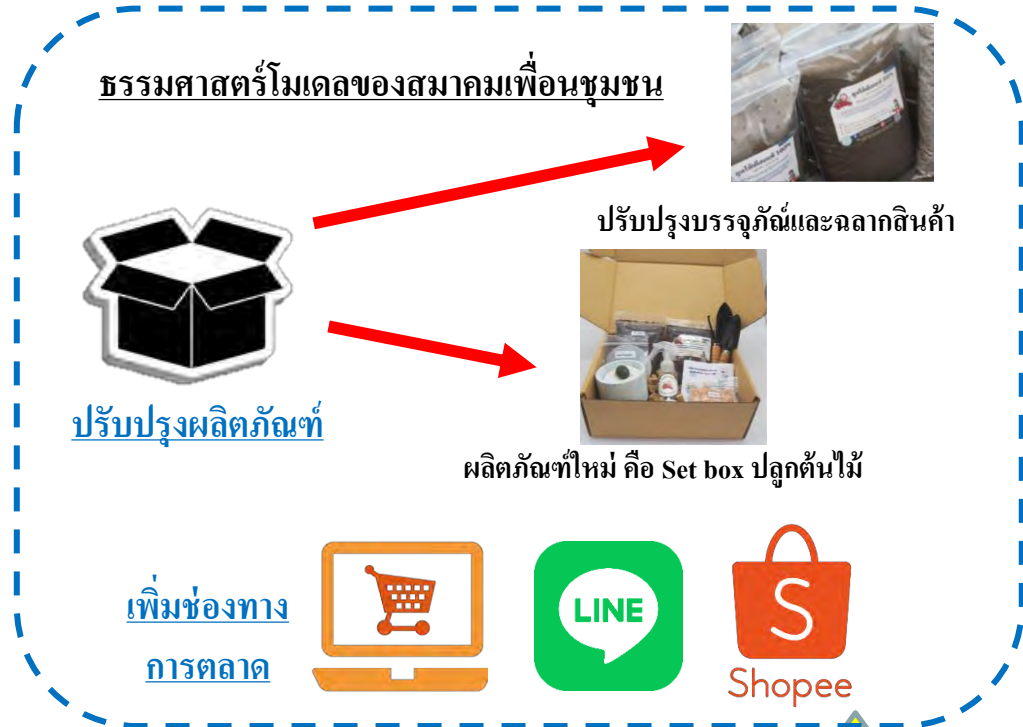 ธรรมศาสตร์โมเดลของสมาคมเพื่อนชุมชน
ปรับปรุงบรรจุภัณ์และฉลากสินค้า
ปรับปรุงผลิตภัณฑ์
ผลิตภัณฑ์ใหม่ คือ Set box ปลูกต้นไม้
เพิ่มช่องทาง
การตลาด
LINE
S
Shopee